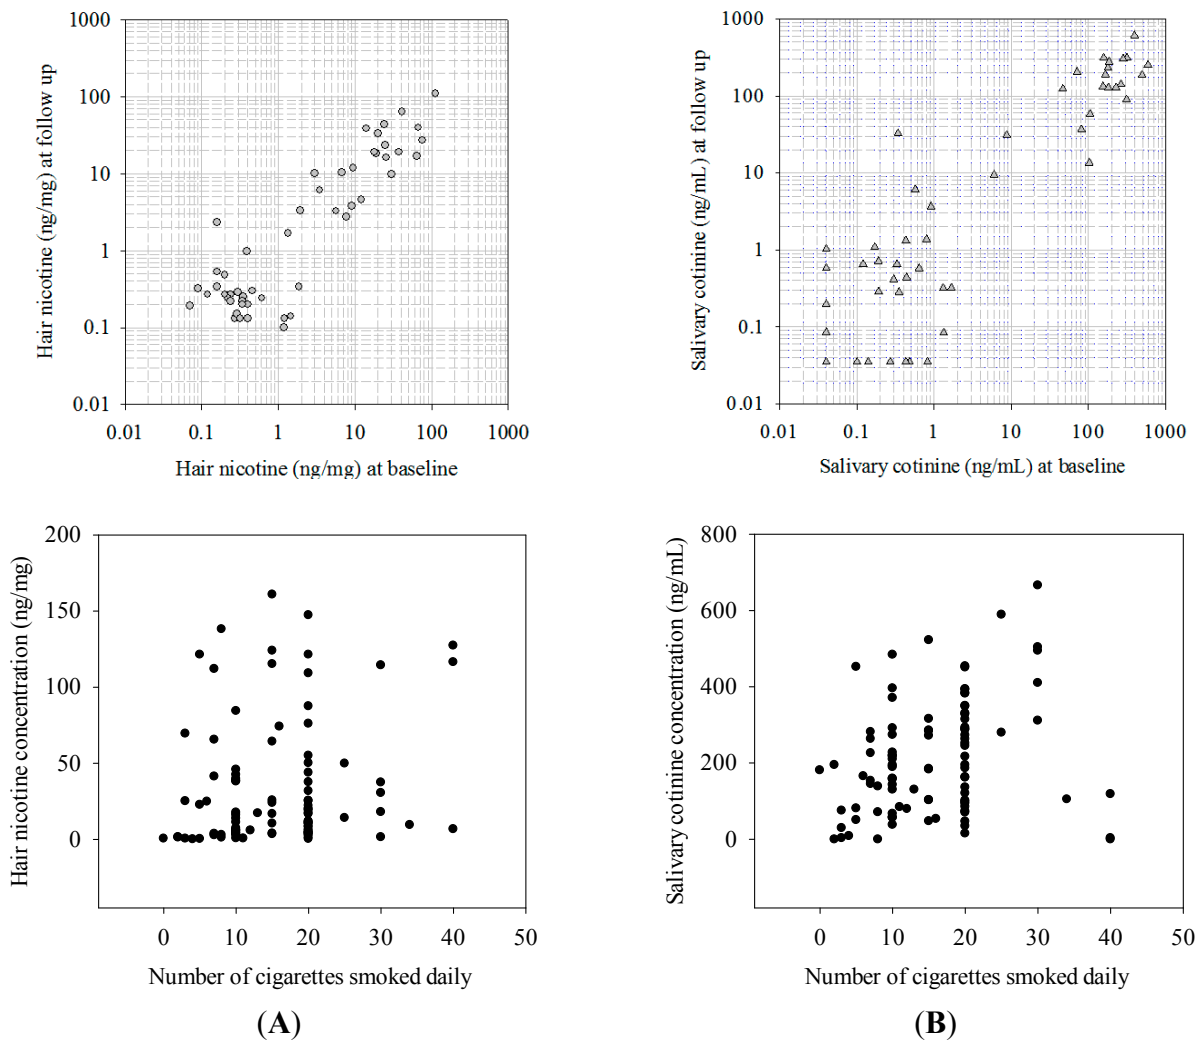 1000
100
10
1
0.1
0.01
Hair nicotine (ng/mg) at follow up
0.01 0.1 1 10 100 1000
Hair nicotine (ng/mg) at baseline
1000
100
10
1
0.1
0.01
Salivary cotinine (ng/mL) at follow up
0.01 0.1 1 10 100 1000
Salivary cotinine (ng/mL) at baseline
200
150
100
50
0
Hair nicotine concentration (ng/mg)
0 10 20 30 40 50
Number of cigarettes smoked daily
(A)
800
600
400
200
0
Salivary cotinine concentration (ng/mL)
0 10 20 30 40 50
Number of cigarettes smoked daily
(B)